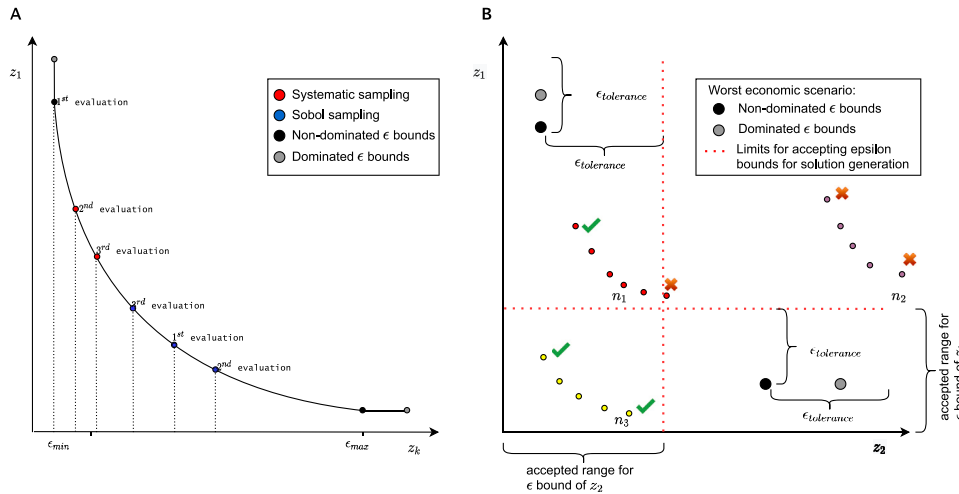 A
z₁
1ˢᵗ evaluation
2ⁿᵈ evaluation
3ʳᵈ evaluation
3ʳᵈ evaluation
1ˢᵗ evaluation
2ⁿᵈ evaluation
ϵmin
ϵmax
zₖ
Systematic sampling
Sobol sampling
Non-dominated ϵ bounds
Dominated ϵ bounds
B
z₁
ϵtolerance
ϵtolerance
Worst economic scenario:
Non-dominated ϵ bounds
Dominated ϵ bounds
Limits for accepting epsilon
bounds for solution generation
n₁
n₂
n₃
ϵtolerance
ϵtolerance
accepted range for
ϵ bound of z₁
z₂
accepted range for
ϵ bound of z₂